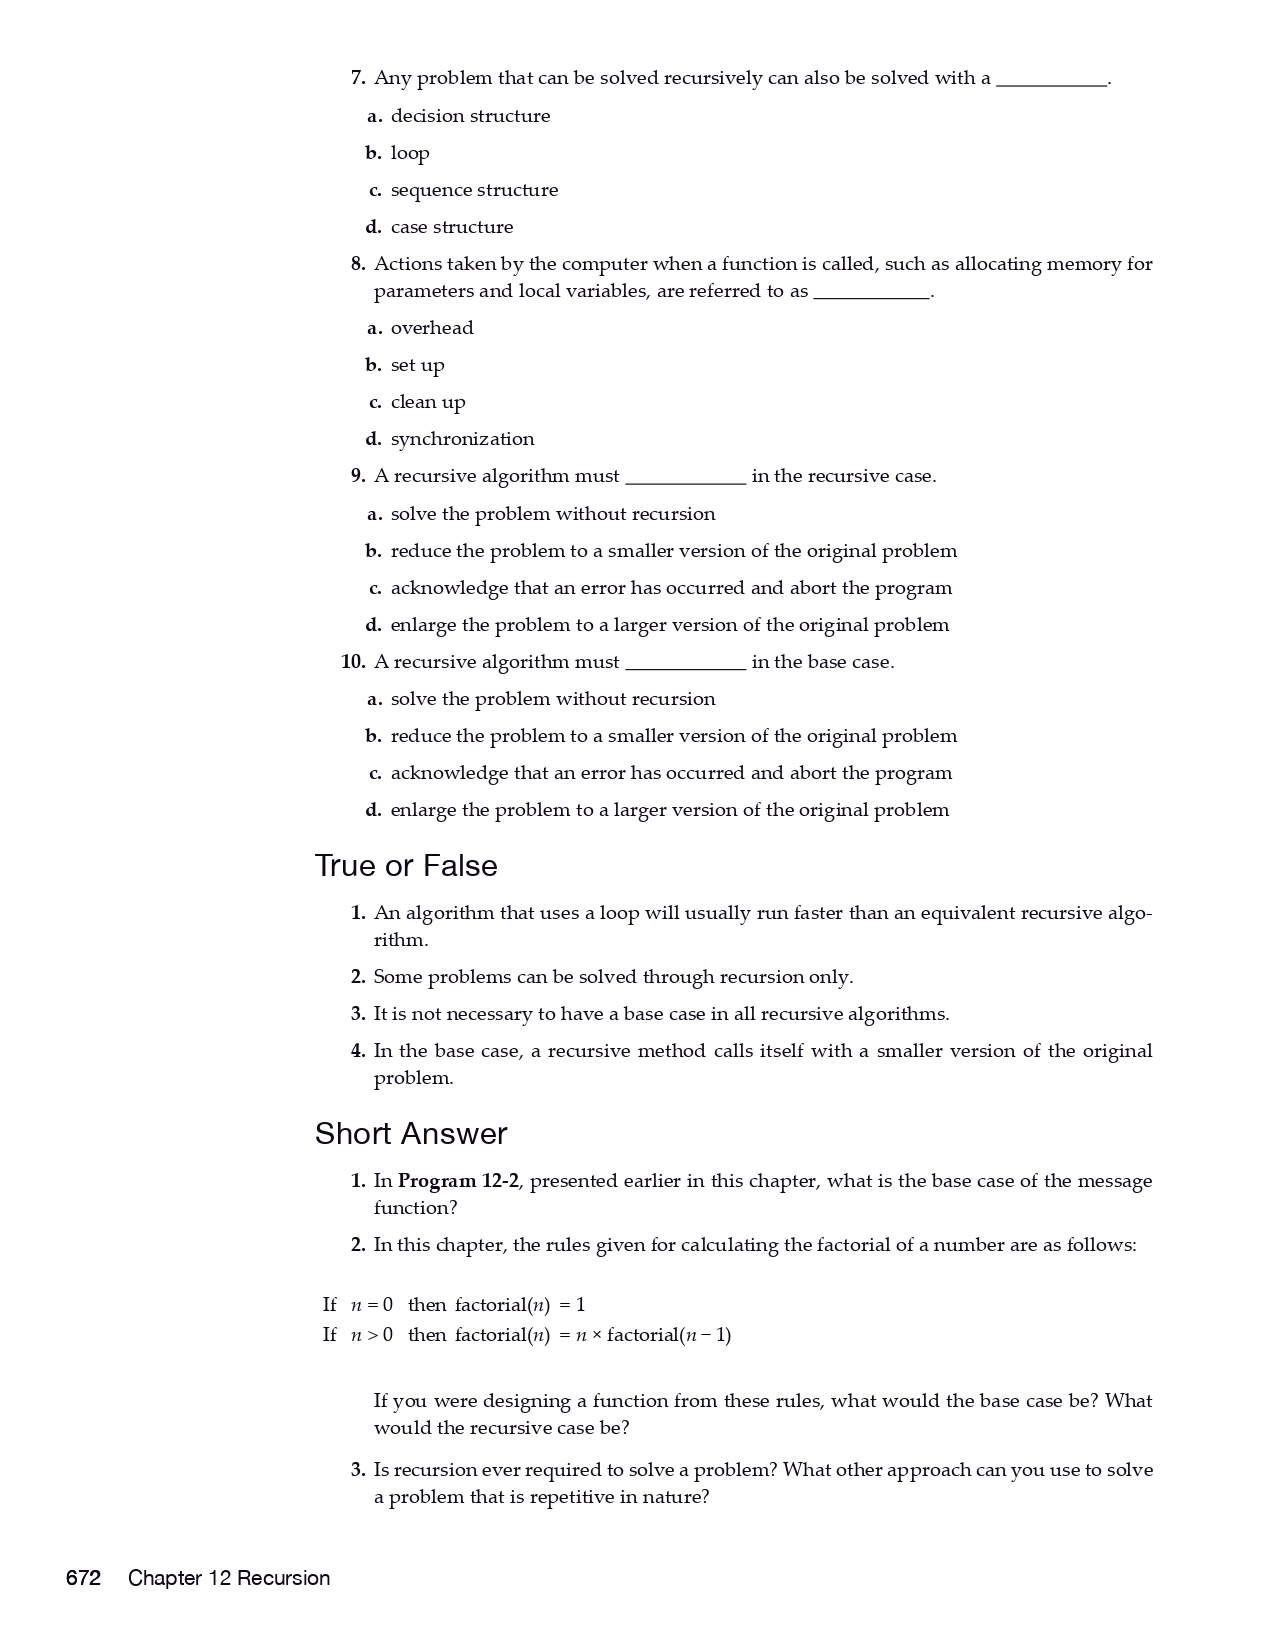 7. Any problem that can be solved recursively can also be solved with a ___________.
a. decision structure
b. loop
c. sequence structure
d. case structure
8. Actions taken by the computer when a function is called, such as allocating memory for
parameters and local variables, are referred to as ____________.
a. overhead
b. set up
c. clean up
d. synchronization
9. A recursive algorithm must ____________ in the recursive case.
a. solve the problem without recursion
b. reduce the problem to a smaller version of the original problem
c. acknowledge that an error has occurred and abort the program
d. enlarge the problem to a larger version of the original problem
10. A recursive algorithm must ____________ in the base case.
a. solve the problem without recursion
b. reduce the problem to a smaller version of the original problem
c. acknowledge that an error has occurred and abort the program
d. enlarge the problem to a larger version of the original problem
True or False
1. An algorithm that uses a loop will usually run faster than an equivalent recursive algo-
rithm.
2. Some problems can be solved through recursion only.
3. It is not necessary to have a base case in all recursive algorithms.
4. In the base case, a recursive method calls itself with a smaller version of the original
problem.
Short Answer
1. In Program 12-2, presented earlier in this chapter, what is the base case of the message
function?
2. In this chapter, the rules given for calculating the factorial of a number are as follows:
If n = 0 then factorial(n) = 1
If n > 0 then factorial(n) = n × factorial(n − 1)
If you were designing a function from these rules, what would the base case be? What
would the recursive case be?
3. Is recursion ever required to solve a problem? What other approach can you use to solve
a problem that is repetitive in nature?
672 Chapter 12 Recursion